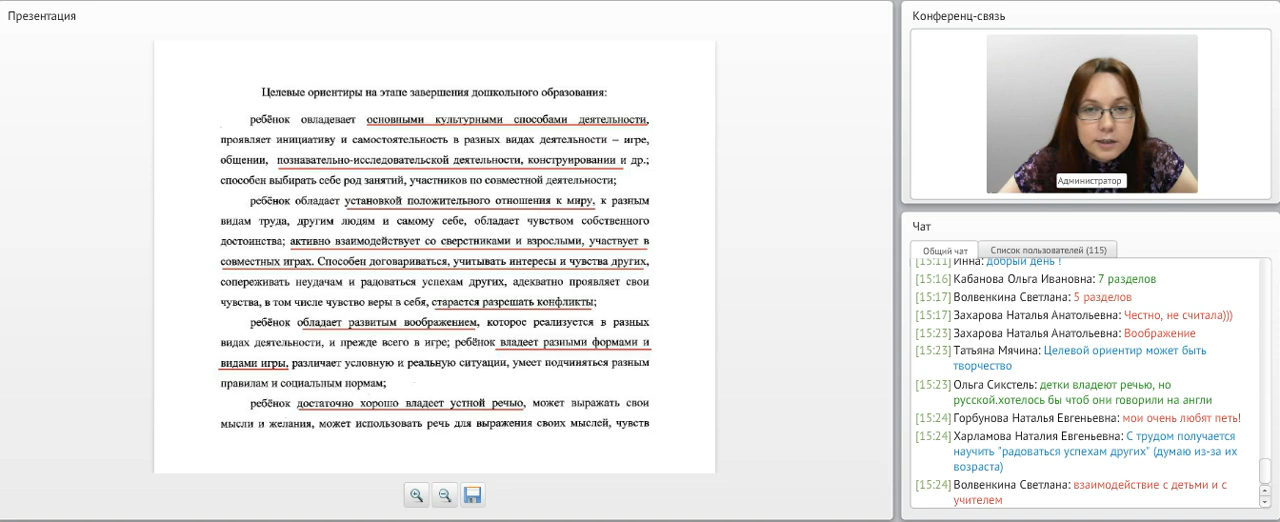 Презентация
Целевые ориентиры на этапе завершения дошкольного образования:
ребёнок овладевает основными культурными способами деятельности,
проявляет инициативу и самостоятельность в разных видах деятельности – игре,
общении, познавательно-исследовательской деятельности, конструировании и др.;
способен выбирать себе род занятий, участников по совместной деятельности;
ребёнок обладает установкой положительного отношения к миру, к разным
видам труда, другим людям и самому себе, обладает чувством собственного
достоинства; активно взаимодействует со сверстниками и взрослыми, участвует в
совместных играх. Способен договариваться, учитывать интересы и чувства других,
сопереживать неудачам и радоваться успехам других, адекватно проявляет свои
чувства, в том числе чувство веры в себя, старается разрешать конфликты;
ребёнок обладает развитым воображением, которое реализуется в разных
видах деятельности, и прежде всего в игре; ребёнок владеет разными формами и
видами игры, различает условную и реальную ситуации, умеет подчиняться разным
правилам и социальным нормам;
ребёнок достаточно хорошо владеет устной речью, может выражать свои
мысли и желания, может использовать речь для выражения своих мыслей, чувств
Конференц-связь
Администратор
Чат
Общий чат
Список пользователей (115)
[15:11] Инна: добрый день !
[15:16] Кабанова Ольга Ивановна: 7 разделов
[15:17] Волвенкина Светлана: 5 разделов
[15:17] Захарова Наталья Анатольевна: Честно, не считала)))
[15:23] Захарова Наталья Анатольевна: Воображение
[15:23] Татьяна Мячина: Целевой ориентир может быть
творчество
[15:23] Ольга Сикстель: детки владеют речью, но
русской.хотелось бы чтоб они говорили на англи
[15:24] Горбунова Наталья Евгеньевна: мои очень любят петь!
[15:24] Харламова Наталия Евгеньевна: С трудом получается
научить "радоваться успехам других" (думаю из-за их
возраста)
[15:24] Волвенкина Светлана: взаимодействие с детьми и с
учителем